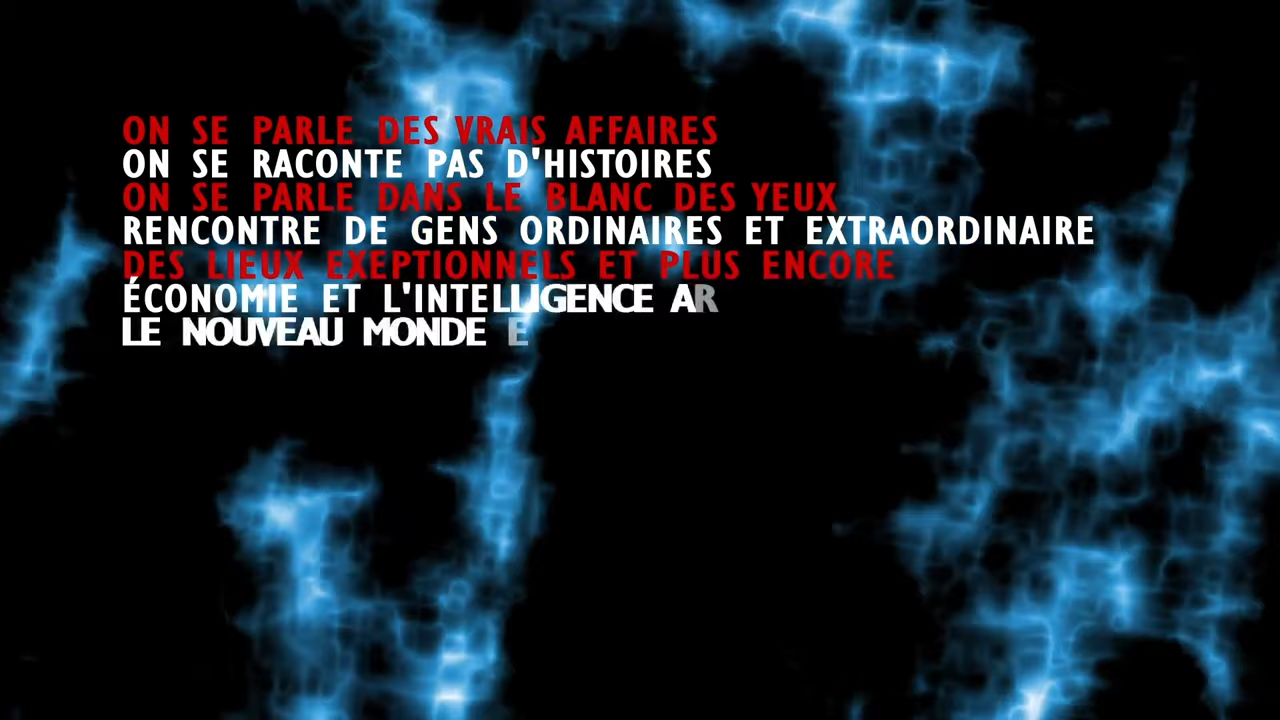 ON SE PARLE DES VRAIS AFFAIRES
ON SE RACONTE PAS D'HISTOIRES
ON SE PARLE DANS LE BLANC DES YEUX
RENCONTRE DE GENS ORDINAIRES ET EXTRAORDINAIRE
DES LIEUX EXEPTIONNELS ET PLUS ENCORE
ÉCONOMIE ET L'INTELLIGENCE AR
LE NOUVEAU MONDE E